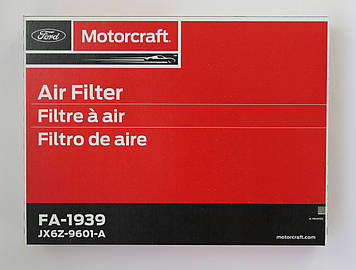 Ford
Motorcraft
Air Filter
Filtre à air
Filtro de aire
FA-1939
JX6Z-9601-A
motorcraft.com